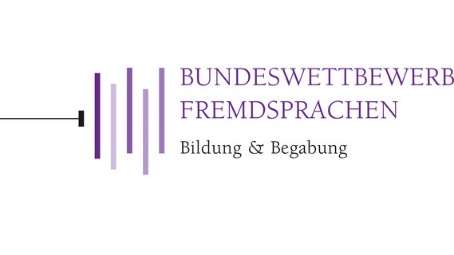 BUNDESWETTBEWERB
FREMDSPRACHEN
Bildung & Begabung